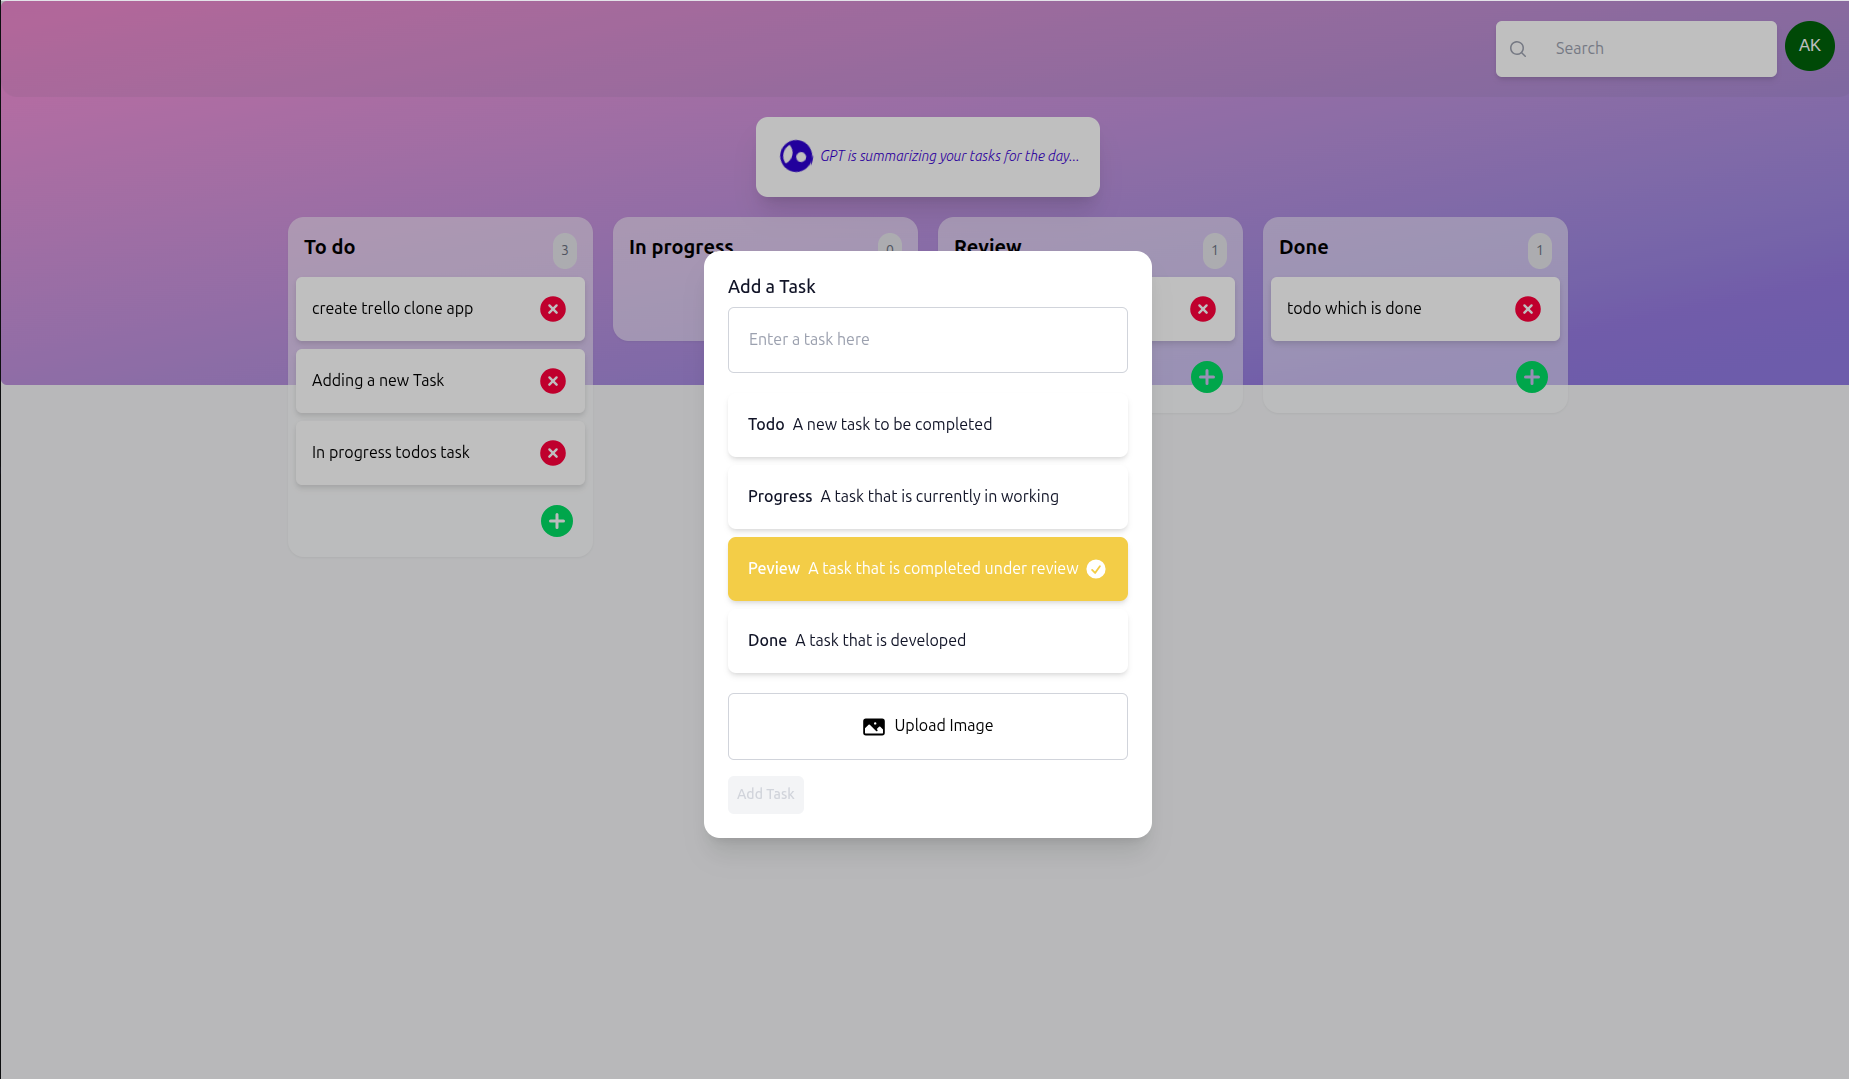 Search
AK
GPT is summarizing your tasks for the day...
To do
3
create trello clone app
Adding a new Task
In progress todos task
In progress
0
Review
1
Done
1
todo which is done
Add a Task
Enter a task here
Todo A new task to be completed
Progress A task that is currently in working
Peview A task that is completed under review
Done A task that is developed
Upload Image
Add Task